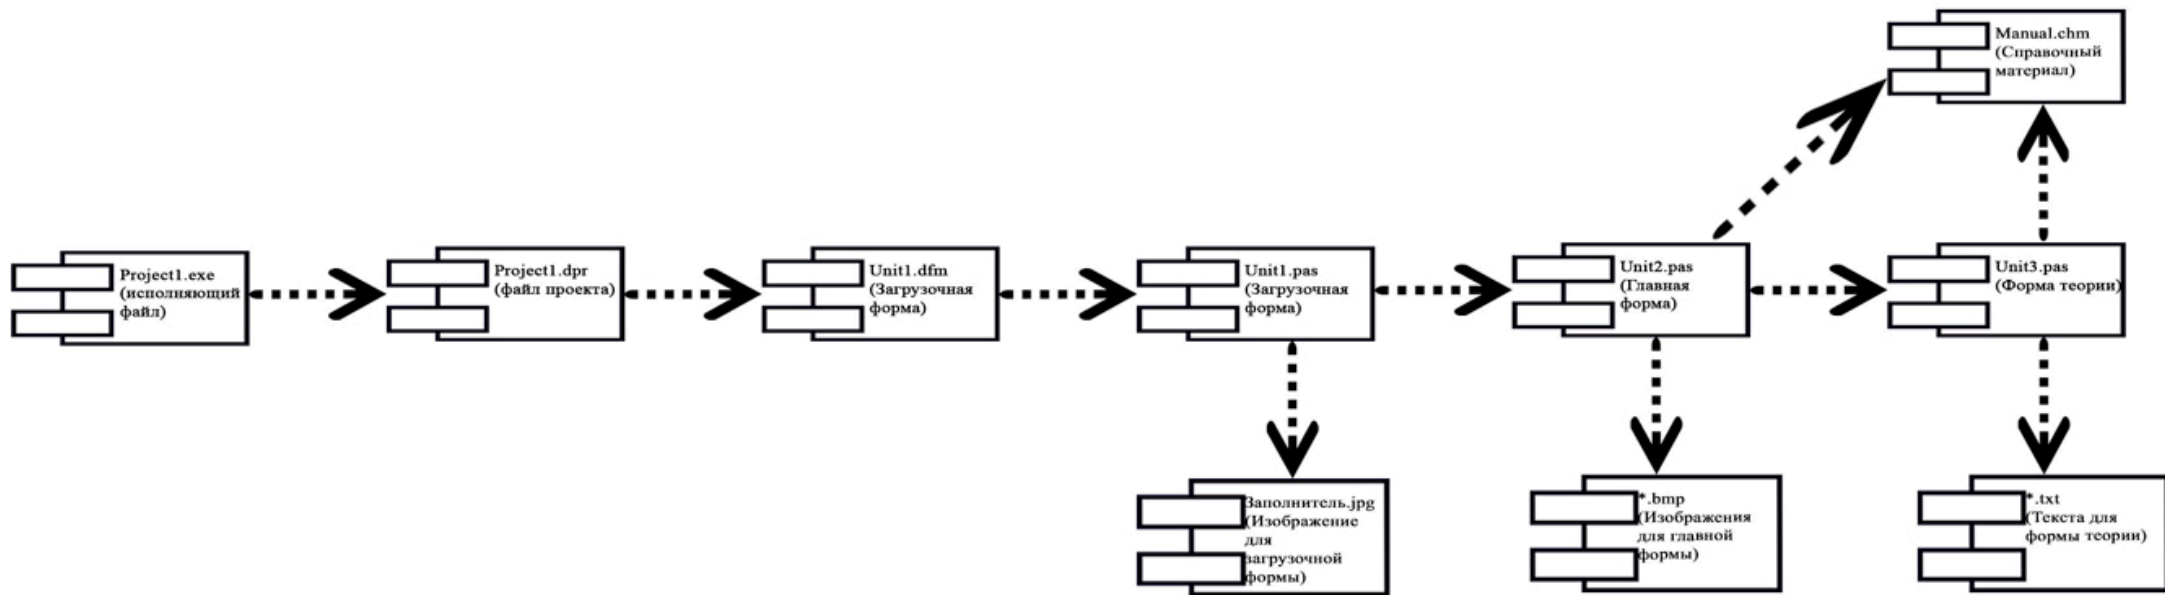 Manual.chm
(Справочный
материал)
Project1.exe
(исполняющий
файл)
Project1.dpr
(файл проекта)
Unit1.dfm
(Загрузочная
форма)
Unit1.pas
(Загрузочная
форма)
Unit2.pas
(Главная
форма)
Unit3.pas
(Форма теории)
Заполнитель.jpg
(Изображение
для
загрузочной
формы)
*.bmp
(Изображения
для главной
формы)
*.txt
(Текста для
формы теории)